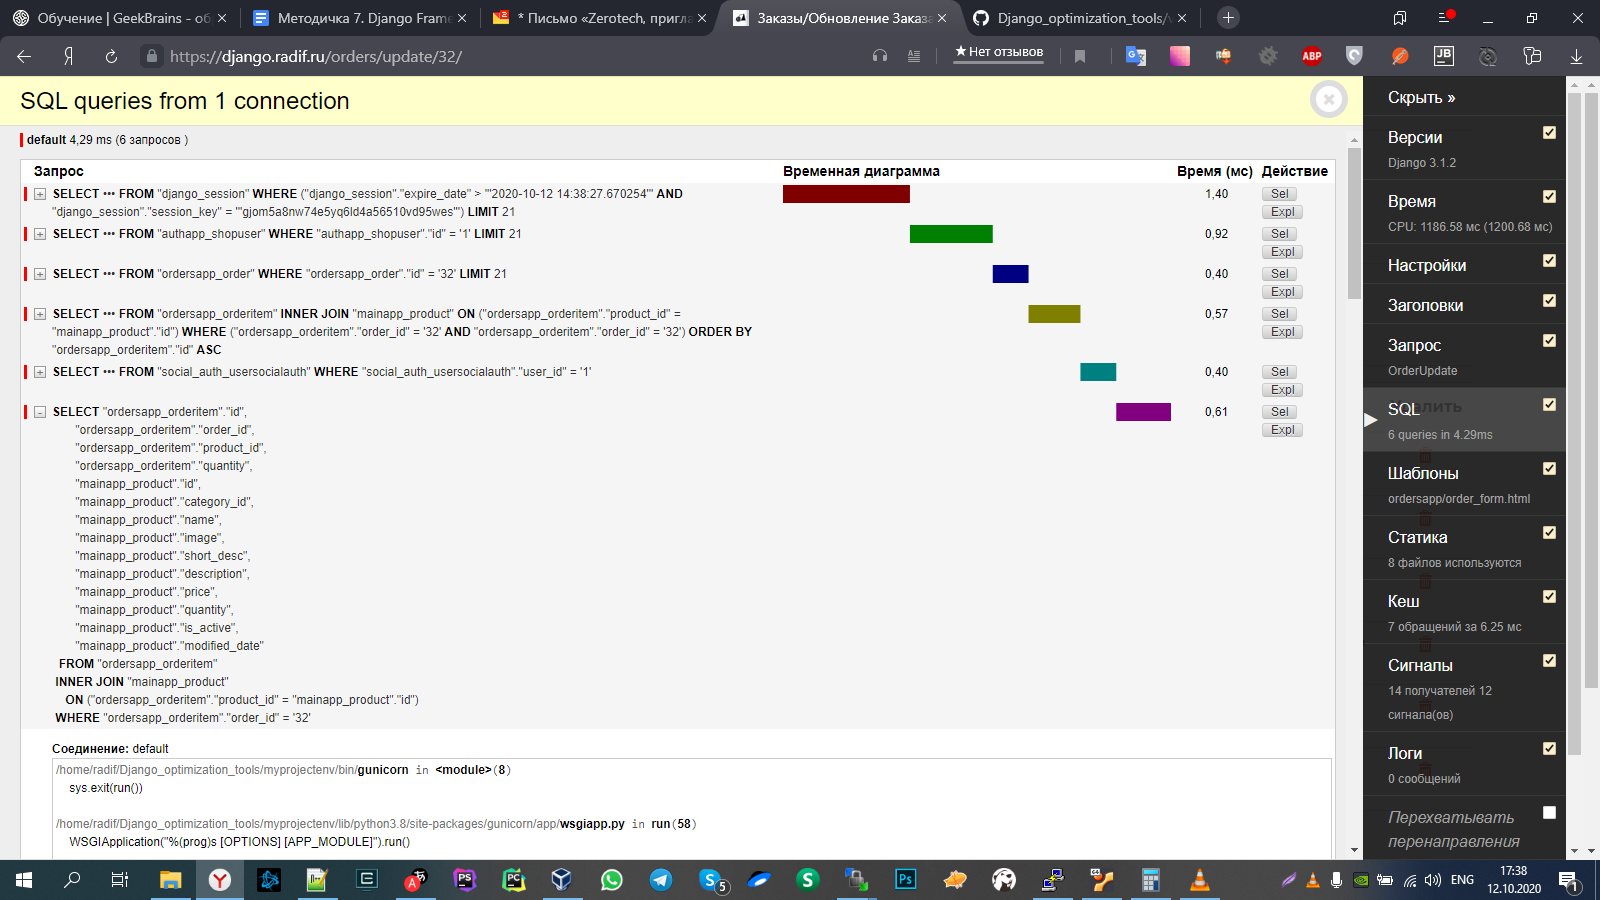 Обучение | GeekBrains - об
Методичка 7. Django Frame
* Письмо «Zerotech, пригла
Заказы/Обновление Заказа
Django_optimization_tools/
https://django.radif.ru/orders/update/32/
★ Нет отзывов
SQL queries from 1 connection
default 4,29 ms (6 запросов )
Запрос
Временная диаграмма
Время (мс)
Действие
SELECT ••• FROM "django_session" WHERE ("django_session"."expire_date" > '"2020-10-12 14:38:27.670254"' AND
"django_session"."session_key" = '"gjom5a8nw74e5yq6ld4a56510vd95wes"') LIMIT 21
1,40
Sel
Expl
SELECT ••• FROM "authapp_shopuser" WHERE "authapp_shopuser"."id" = '1' LIMIT 21
0,92
Sel
Expl
SELECT ••• FROM "ordersapp_order" WHERE "ordersapp_order"."id" = '32' LIMIT 21
0,40
Sel
Expl
SELECT ••• FROM "ordersapp_orderitem" INNER JOIN "mainapp_product" ON ("ordersapp_orderitem"."product_id" =
"mainapp_product"."id") WHERE ("ordersapp_orderitem"."order_id" = '32' AND "ordersapp_orderitem"."order_id" = '32') ORDER BY
"ordersapp_orderitem"."id" ASC
0,57
Sel
Expl
SELECT ••• FROM "social_auth_usersocialauth" WHERE "social_auth_usersocialauth"."user_id" = '1'
0,40
Sel
Expl
SELECT "ordersapp_orderitem"."id",
"ordersapp_orderitem"."order_id",
"ordersapp_orderitem"."product_id",
"ordersapp_orderitem"."quantity",
"mainapp_product"."id",
"mainapp_product"."category_id",
"mainapp_product"."name",
"mainapp_product"."image",
"mainapp_product"."short_desc",
"mainapp_product"."description",
"mainapp_product"."price",
"mainapp_product"."quantity",
"mainapp_product"."is_active",
"mainapp_product"."modified_date"
FROM "ordersapp_orderitem"
INNER JOIN "mainapp_product"
ON ("ordersapp_orderitem"."product_id" = "mainapp_product"."id")
WHERE "ordersapp_orderitem"."order_id" = '32'
0,61
Sel
Expl
Соединение: default
/home/radif/Django_optimization_tools/myprojectenv/bin/gunicorn in <module>(8)
sys.exit(run())
/home/radif/Django_optimization_tools/myprojectenv/lib/python3.8/site-packages/gunicorn/app/wsgiapp.py in run(58)
WSGIApplication("%(prog)s [OPTIONS] [APP_MODULE]").run()
Скрыть »
Версии
Django 3.1.2
Время
CPU: 1186.58 мс (1200.68 мс)
Настройки
Заголовки
Запрос
OrderUpdate
SQL
6 queries in 4.29ms
Шаблоны
ordersapp/order_form.html
Статика
8 файлов используются
Кеш
7 обращений за 6.25 мс
Сигналы
14 получателей 12
сигнала(ов)
Логи
0 сообщений
Перехватывать
перенаправления
ENG
17:38
12.10.2020